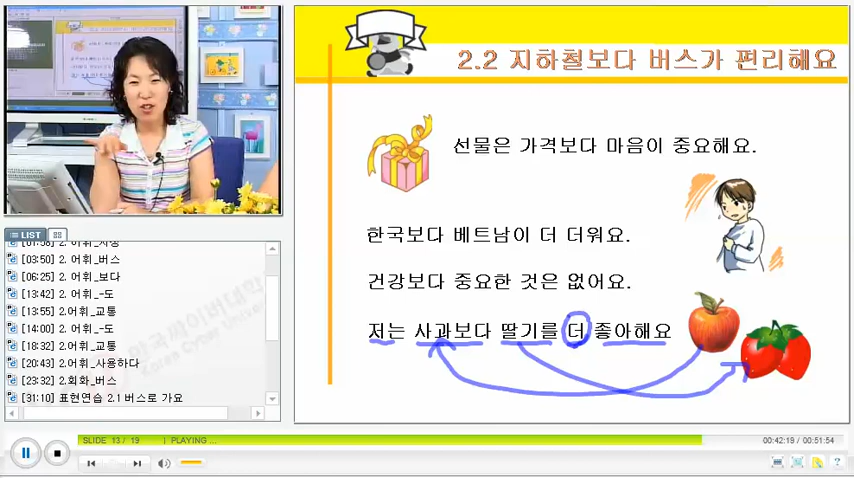 2.2 지하철보다 버스가 편리해요
선물은 가격보다 마음이 중요해요.
한국보다 베트남이 더 더워요.
건강보다 중요한 것은 없어요.
저는 사과보다 딸기를 더 좋아해요
LIST
[03:50] 2. 어휘_버스
[06:25] 2. 어휘_보다
[13:42] 2. 어휘_-도
[13:55] 2. 어휘_교통
[14:00] 2. 어휘_-도
[18:32] 2. 어휘_교통
[20:43] 2.어휘_사용하다
[23:32] 2.회화_버스
[31:10] 표현연습 2.1 버스로 가요
SLIDE 13 / 19 | PLAYING ...
00:42:19 / 00:51:54